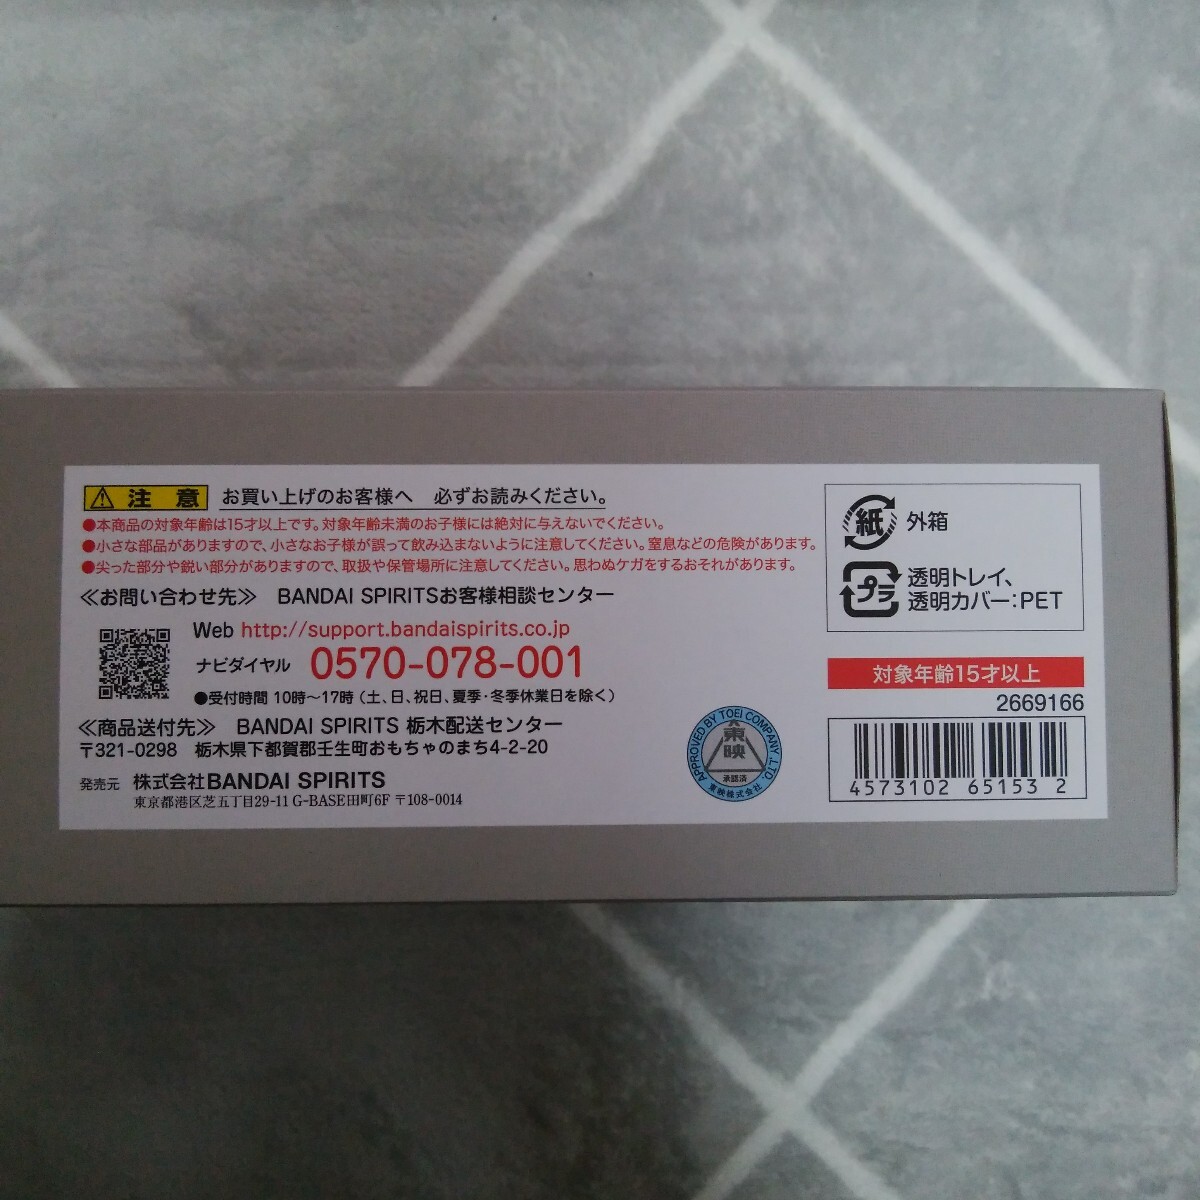 注意 お買い上げのお客様へ 必ずお読みください。
●本商品の対象年齢は15才以上です。対象年齢未満のお子様には絶対に与えないでください。
●小さな部品がありますので、小さなお子様が誤って飲み込まないように注意してください。窒息などの危険があります。
●尖った部分や鋭い部分がありますので、取扱や保管場所に注意してください。思わぬケガをするおそれがあります。
≪お問い合わせ先≫ BANDAI SPIRITSお客様相談センター
Web http://support.bandaispirits.co.jp
ナビダイヤル 0570-078-001
●受付時間 10時～17時（土、日、祝日、夏季・冬季休業日を除く）
≪商品送付先≫ BANDAI SPIRITS 栃木配送センター
〒321-0298 栃木県下都賀郡壬生町おもちゃのまち4-2-20
発売元 株式会社BANDAI SPIRITS
東京都港区芝五丁目29-11 G-BASE田町6F 〒108-0014
APPROVED BY TOEI COMPANY, LTD.
東映
承認済
東映株式会社
紙 外箱
プラ 透明トレイ、
透明カバー：PET
対象年齢15才以上
2669166
4573102 65153 2